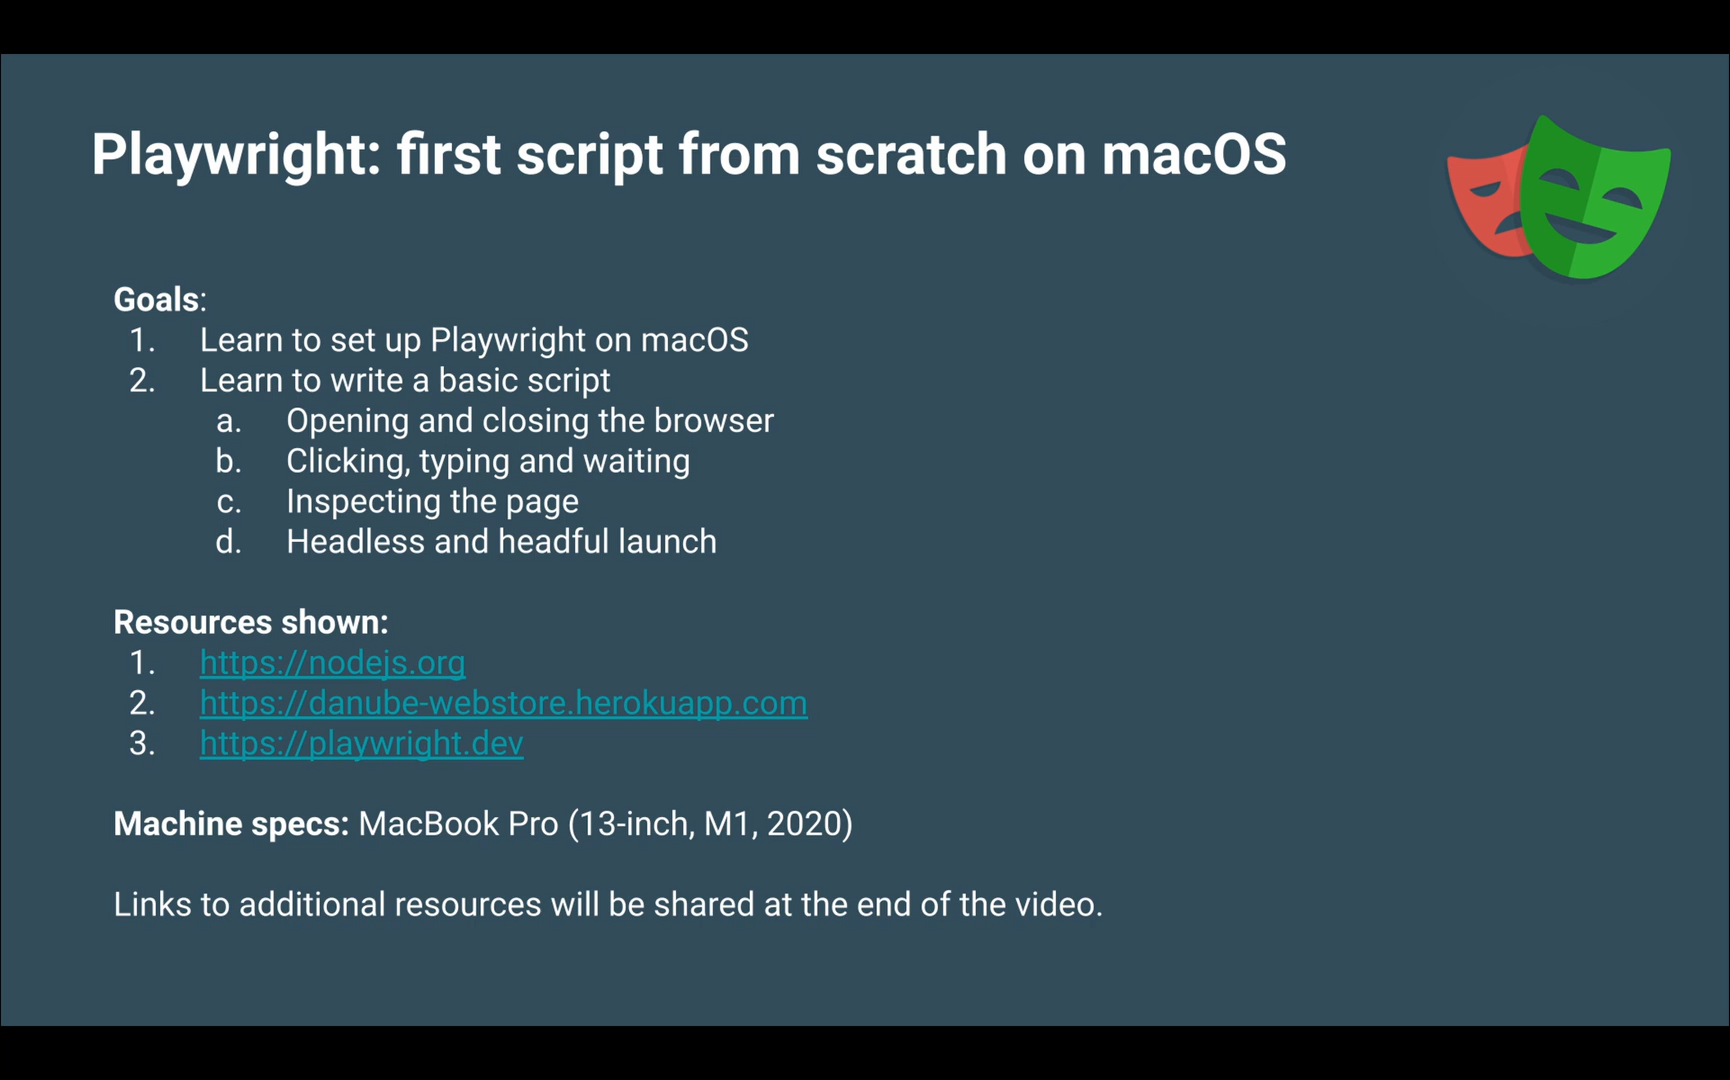 Playwright: first script from scratch on macOS
Goals:
1. Learn to set up Playwright on macOS
2. Learn to write a basic script
a. Opening and closing the browser
b. Clicking, typing and waiting
c. Inspecting the page
d. Headless and headful launch
Resources shown:
1. https://nodejs.org
2. https://danube-webstore.herokuapp.com
3. https://playwright.dev
Machine specs: MacBook Pro (13-inch, M1, 2020)
Links to additional resources will be shared at the end of the video.